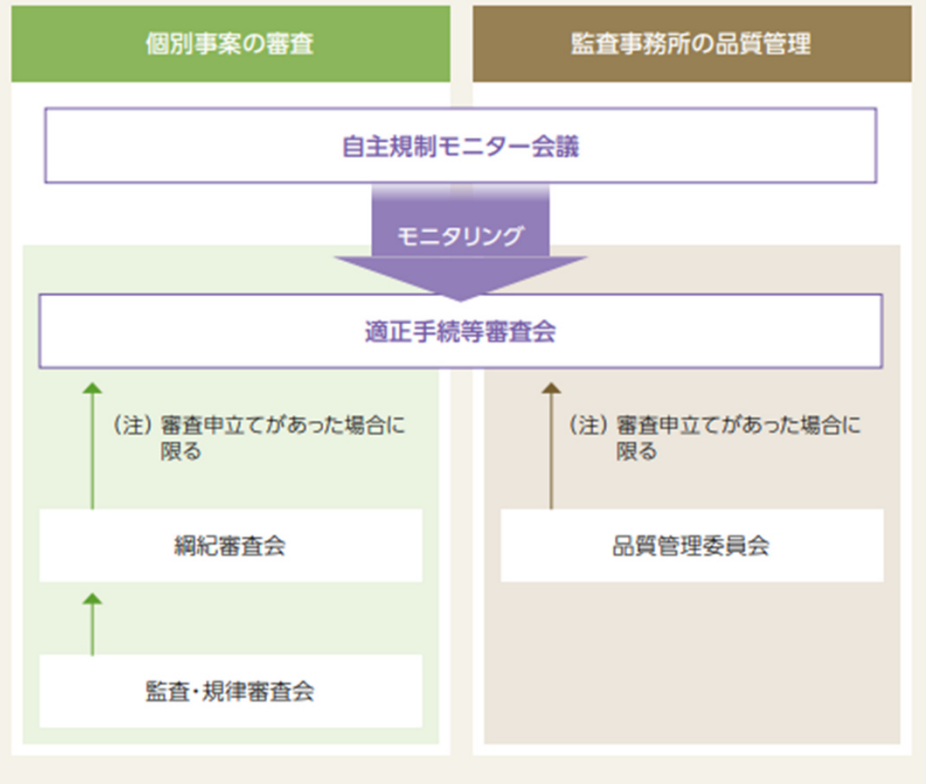 個別事案の審査
監査事務所の品質管理
自主規制モニター会議
モニタリング
適正手続等審査会
（注）審査申立てがあった場合に
限る
（注）審査申立てがあった場合に
限る
綱紀審査会
品質管理委員会
監査・規律審査会